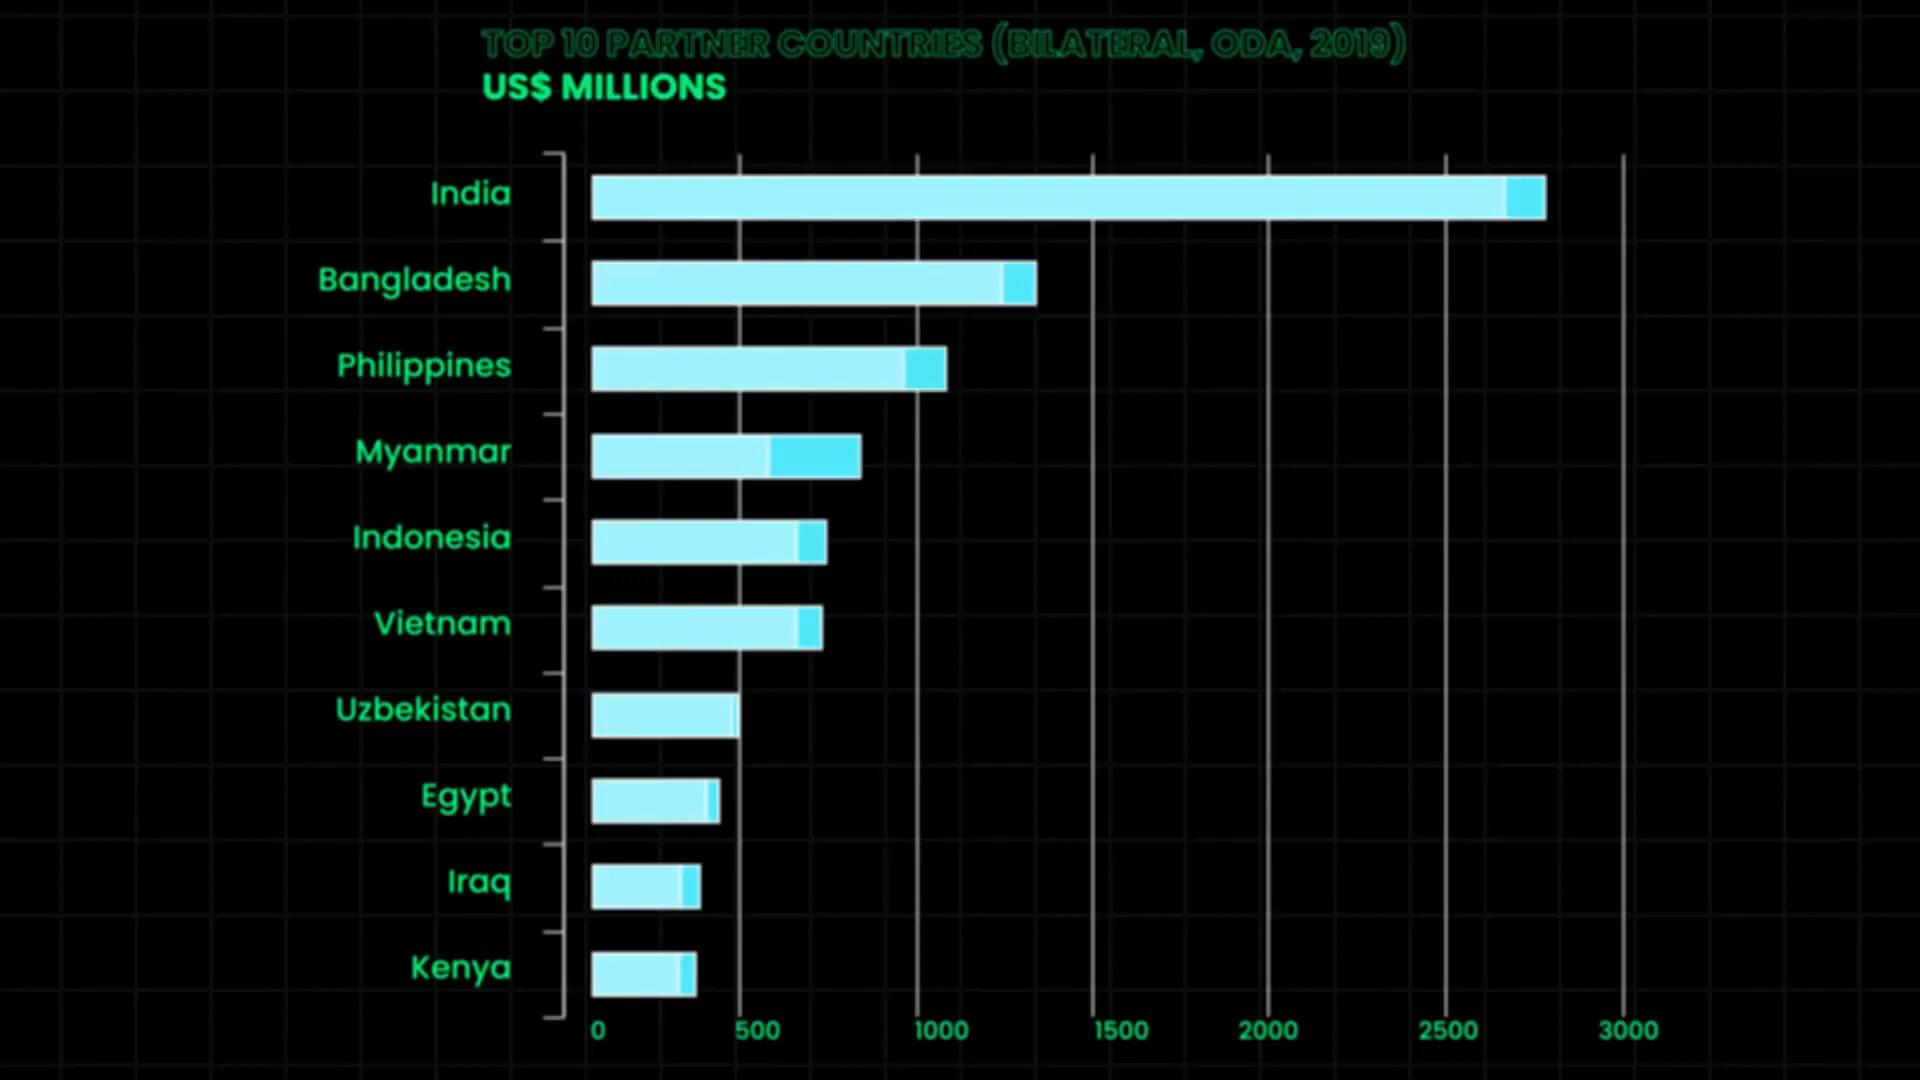 TOP 10 PARTNER COUNTRIES (BILATERAL, ODA, 2019)
US$ MILLIONS
India
Bangladesh
Philippines
Myanmar
Indonesia
Vietnam
Uzbekistan
Egypt
Iraq
Kenya
0 500 1000 1500 2000 2500 3000